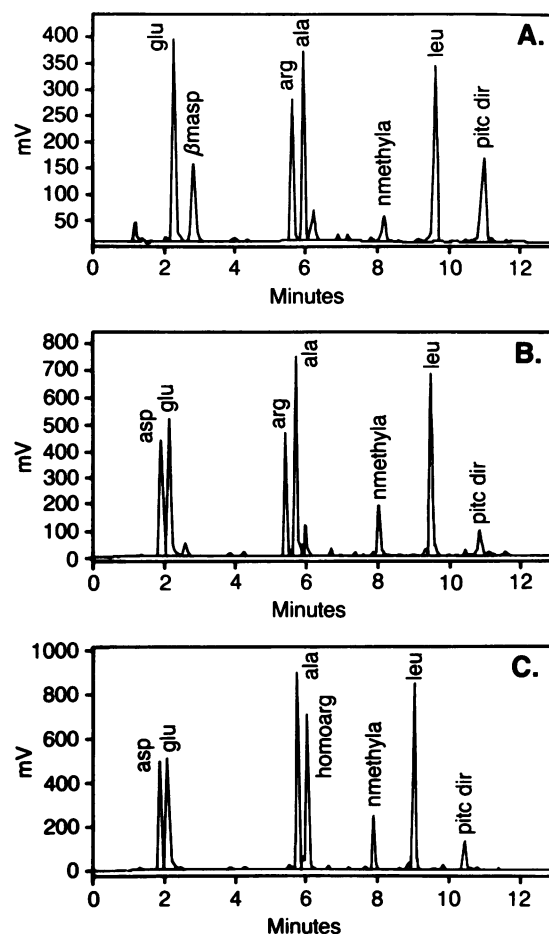 A.
glu
βmasp
arg
ala
nmethyla
leu
pitc dir
mV
400
350
300
250
200
150
100
50
0 2 4 6 8 10 12
Minutes
B.
asp
glu
arg
ala
nmethyla
leu
pitc dir
mV
800
700
600
500
400
300
200
100
0
0 2 4 6 8 10 12
Minutes
C.
asp
glu
ala
homoarg
nmethyla
leu
pitc dir
mV
1000
800
600
400
200
0
0 2 4 6 8 10 12
Minutes